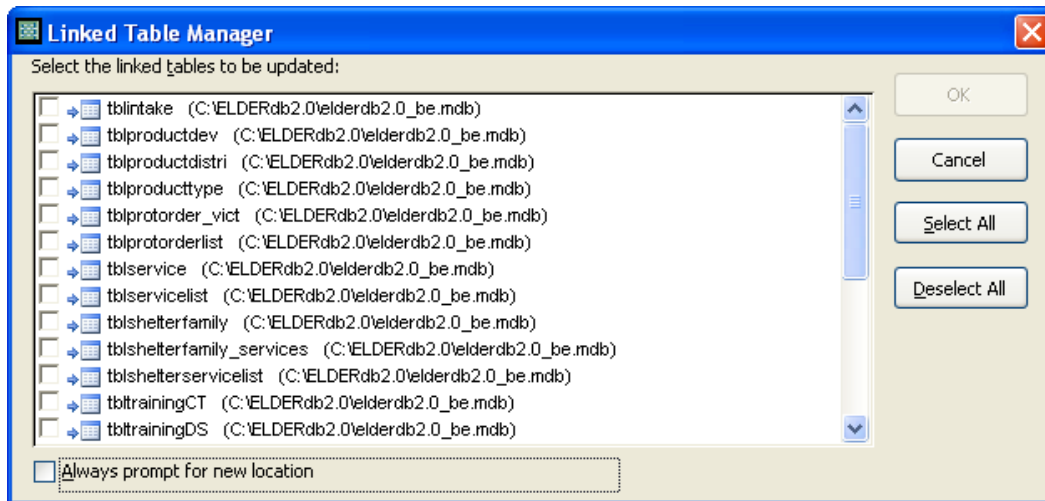 Linked Table Manager
Select the linked tables to be updated:
tblintake (C:\ELDERdb2.0\elderdb2.0_be.mdb)
tblproductdev (C:\ELDERdb2.0\elderdb2.0_be.mdb)
tblproductdistri (C:\ELDERdb2.0\elderdb2.0_be.mdb)
tblproducttype (C:\ELDERdb2.0\elderdb2.0_be.mdb)
tblprotorder_vict (C:\ELDERdb2.0\elderdb2.0_be.mdb)
tblprotorderlist (C:\ELDERdb2.0\elderdb2.0_be.mdb)
tblservice (C:\ELDERdb2.0\elderdb2.0_be.mdb)
tblservicelist (C:\ELDERdb2.0\elderdb2.0_be.mdb)
tblshelterfamily (C:\ELDERdb2.0\elderdb2.0_be.mdb)
tblshelterfamily_services (C:\ELDERdb2.0\elderdb2.0_be.mdb)
tblshelterservicelist (C:\ELDERdb2.0\elderdb2.0_be.mdb)
tbltrainingCT (C:\ELDERdb2.0\elderdb2.0_be.mdb)
tbltrainingDS (C:\ELDERdb2.0\elderdb2.0_be.mdb)
Always prompt for new location
OK
Cancel
Select All
Deselect All